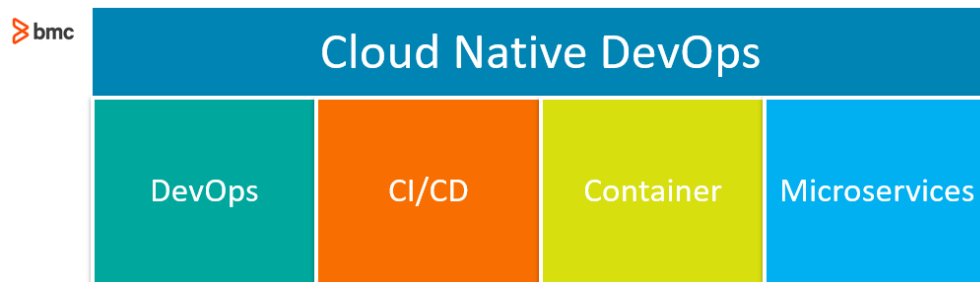 bmc
Cloud Native DevOps
DevOps
CI/CD
Container
Microservices